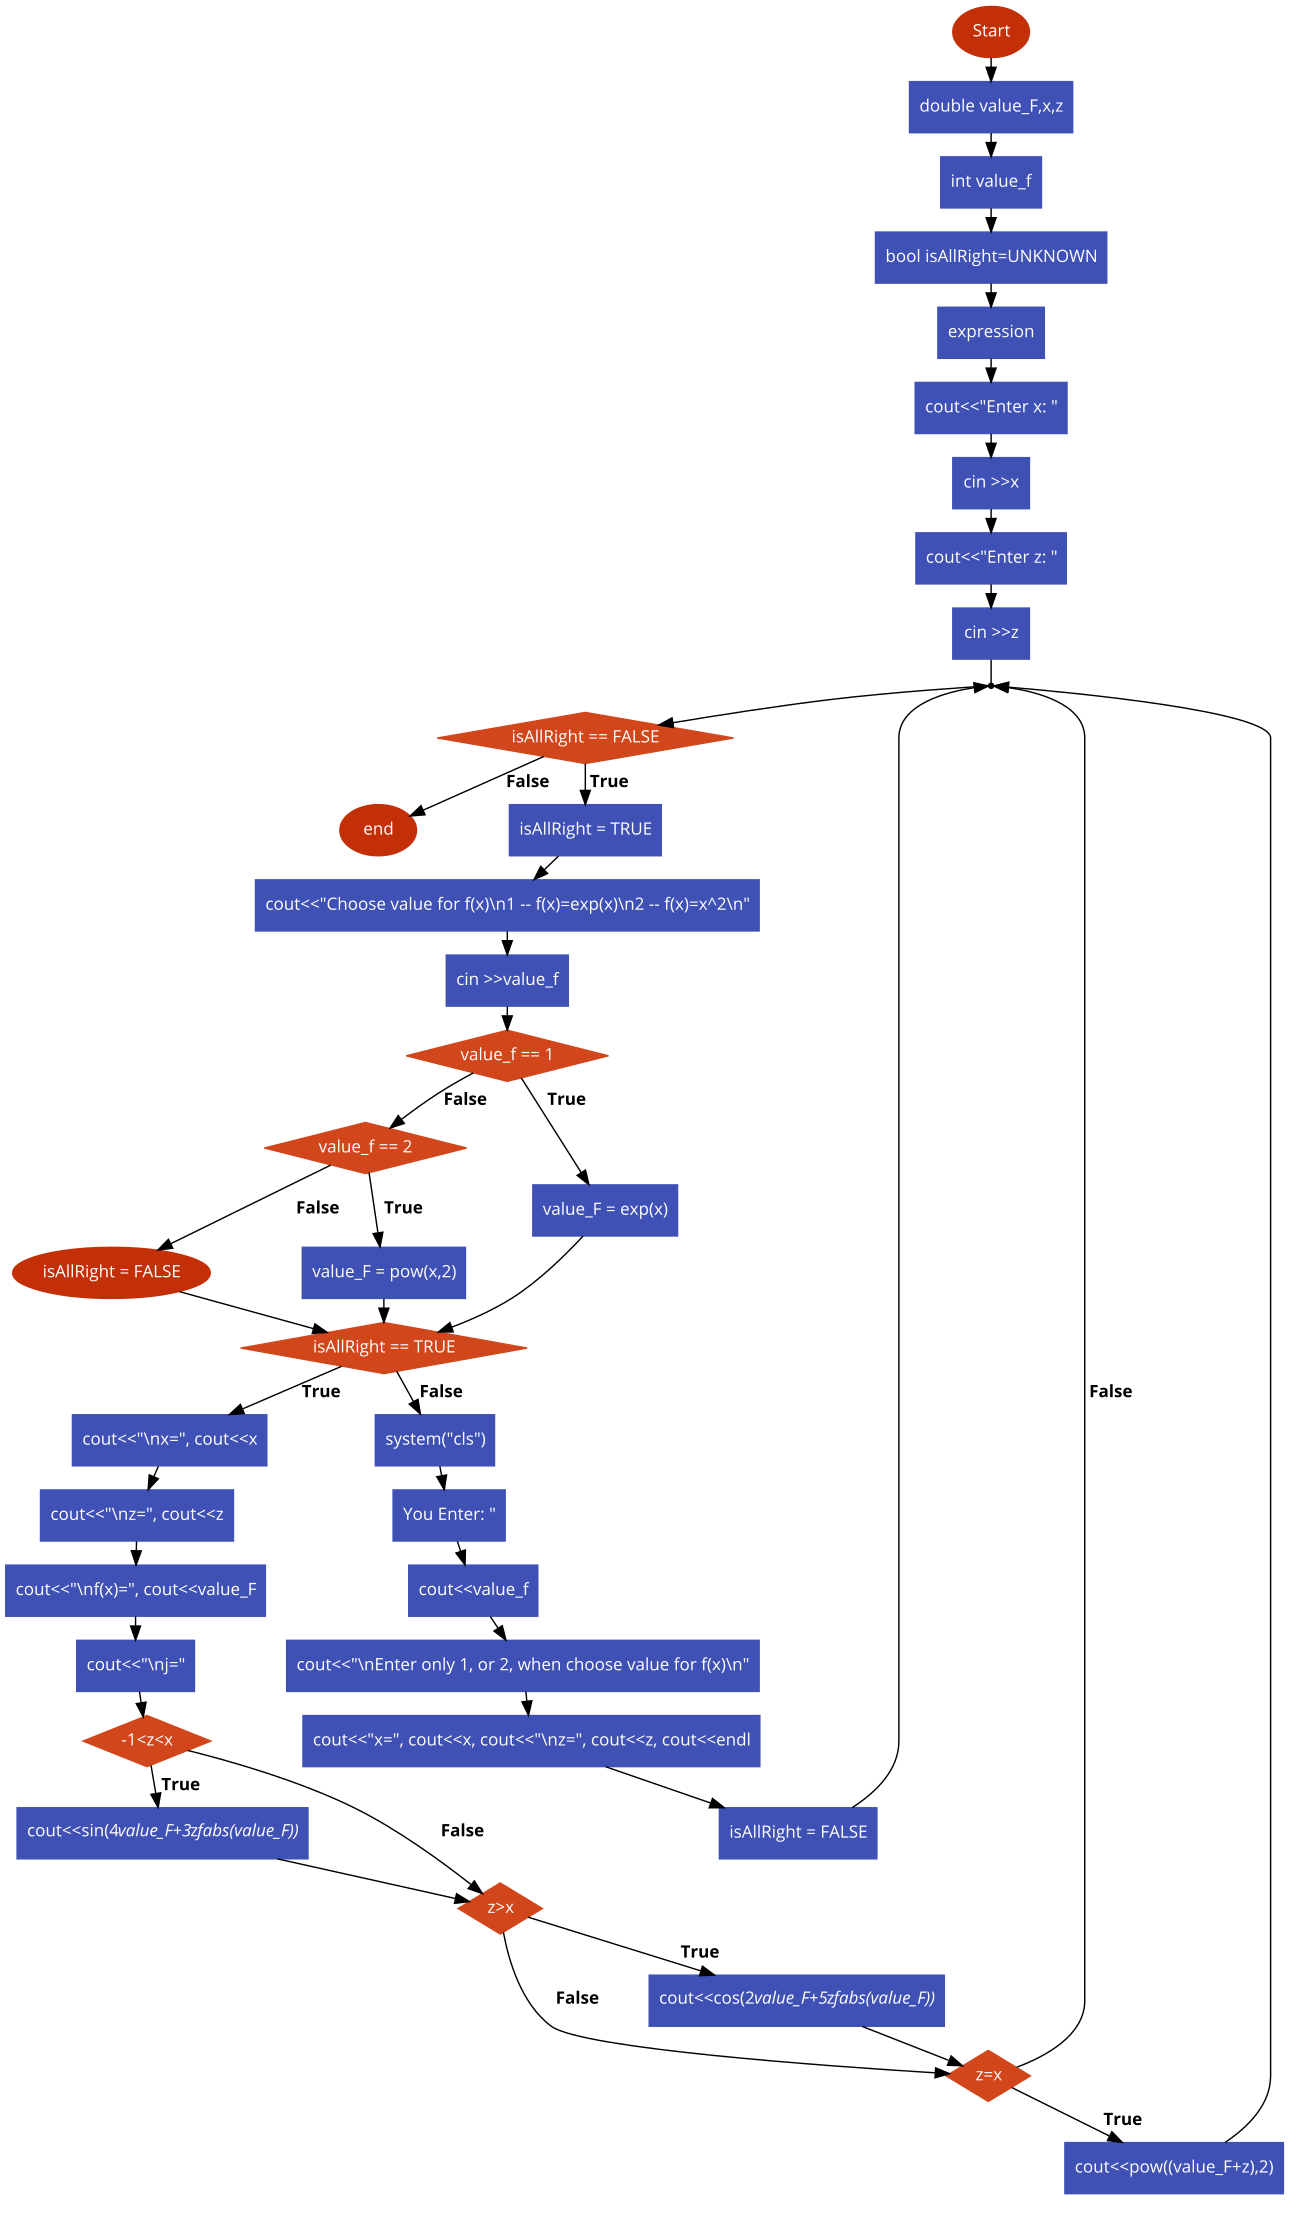 Start
double value_F,x,z
int value_f
bool isAllRight=UNKNOWN
expression
cout<<"Enter x: "
cin >>x
cout<<"Enter z: "
cin >>z
isAllRight == FALSE
False
True
end
isAllRight = TRUE
cout<<"Choose value for f(x)\n1 -- f(x)=exp(x)\n2 -- f(x)=x^2\n"
cin >>value_f
value_f == 1
False
True
value_f == 2
False
True
value_F = exp(x)
isAllRight = FALSE
value_F = pow(x,2)
isAllRight == TRUE
True
False
False
cout<<"\nx=", cout<<x
system("cls")
cout<<"\nz=", cout<<z
You Enter: "
cout<<"\nf(x)=", cout<<value_F
cout<<value_f
cout<<"\nj="
cout<<"\nEnter only 1, or 2, when choose value for f(x)\n"
-1<z<x
cout<<"x=", cout<<x, cout<<"\nz=", cout<<z, cout<<endl
True
False
cout<<sin(4value_F+3zfabs(value_F))
isAllRight = FALSE
z>x
True
False
cout<<cos(2value_F+5zfabs(value_F))
z=x
True
cout<<pow((value_F+z),2)